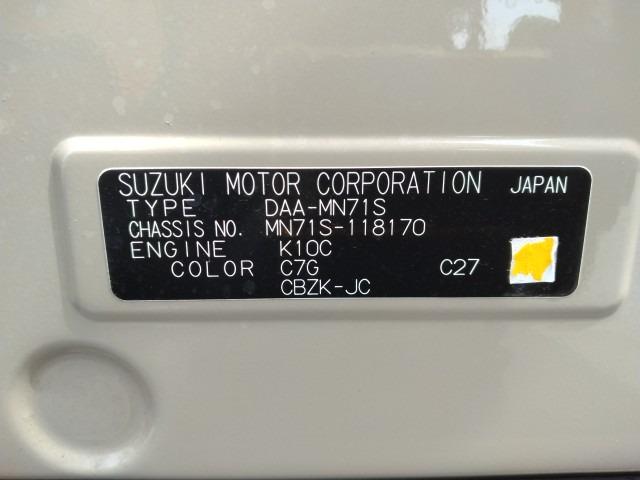 SUZUKI MOTOR CORPORATION JAPAN
TYPE DAA-MN71S
CHASSIS NO. MN71S-118170
ENGINE K10C
COLOR C7G C27
CBZK-JC